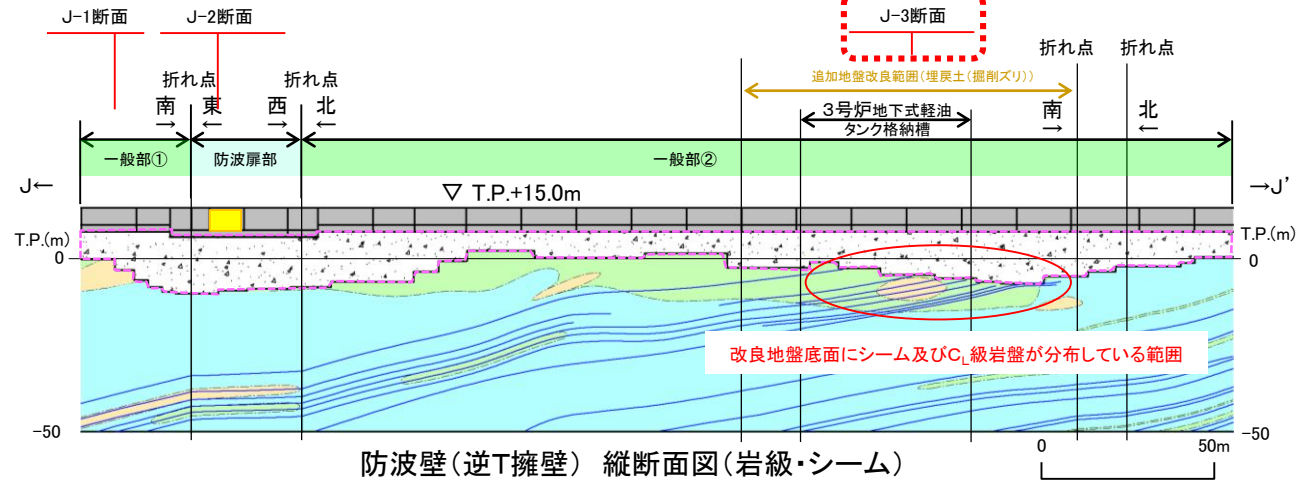 J-1断面
J-2断面
J-3断面
折れ点
折れ点
折れ点
折れ点
追加地盤改良範囲(埋戻土(掘削ズリ))
3号炉地下式軽油
タンク格納槽
南
→
東
←
西
→
北
←
南
→
北
←
一般部①
防波扉部
一般部②
J←
▽ T.P.+15.0m
→J’
T.P.(m)
T.P.(m)
0
0
改良地盤底面にシーム及びCL級岩盤が分布している範囲
-50
-50
防波壁(逆T擁壁) 縦断面図(岩級・シーム)
0
50m